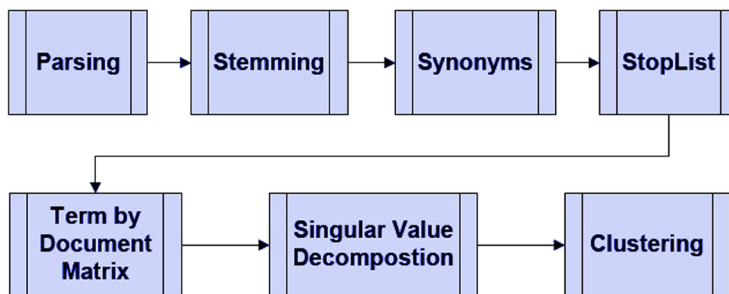 Parsing
Stemming
Synonyms
StopList
Term by
Document
Matrix
Singular Value
Decompostion
Clustering